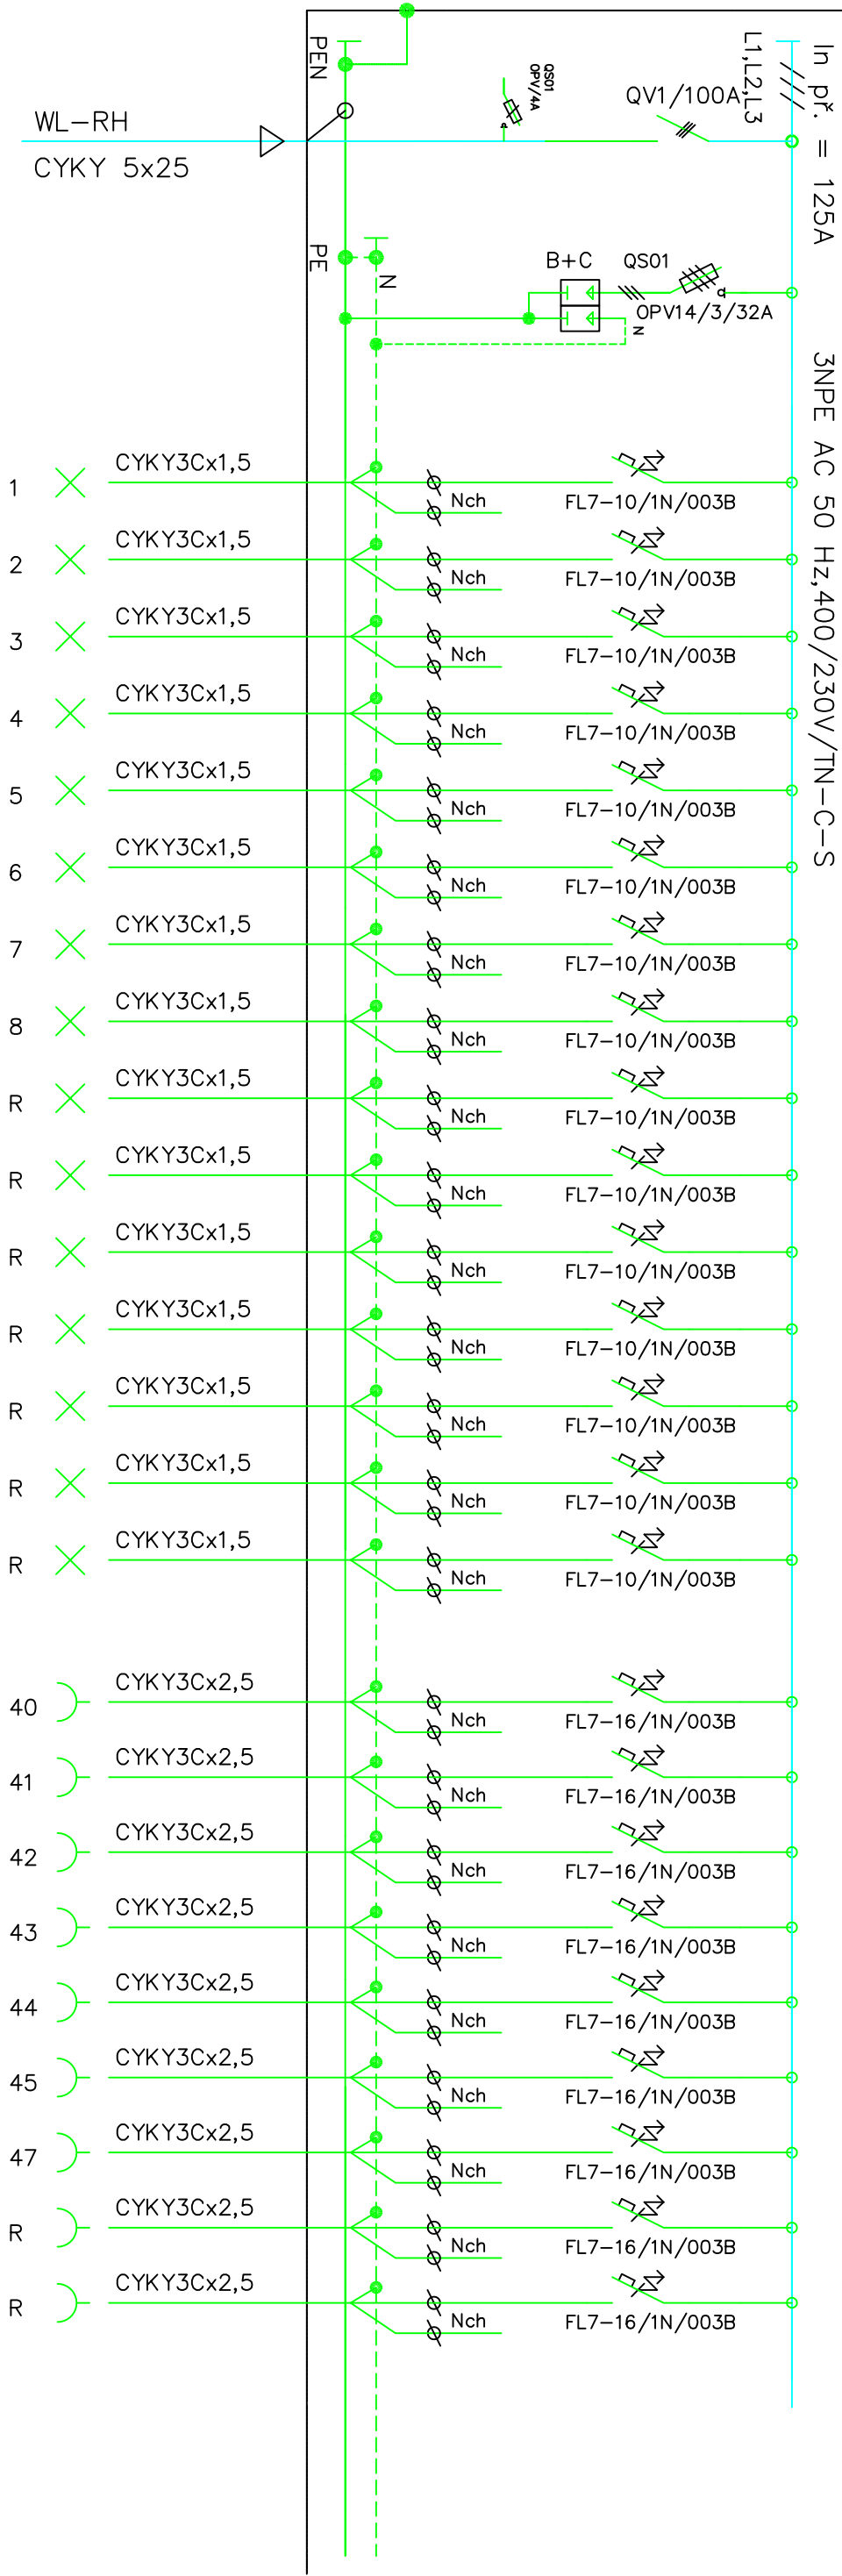 In př. = 125A
3NPE AC 50 Hz,400/230V/TN-C-S
L1,L2,L3
PEN
QS01
OPV/4A
QV1/100A
WL-RH
CYKY 5x25
PE
N
B+C
QS01
OPV14/3/32A
N
1 CYKY3Cx1,5 Nch FL7-10/1N/003B
2 CYKY3Cx1,5 Nch FL7-10/1N/003B
3 CYKY3Cx1,5 Nch FL7-10/1N/003B
4 CYKY3Cx1,5 Nch FL7-10/1N/003B
5 CYKY3Cx1,5 Nch FL7-10/1N/003B
6 CYKY3Cx1,5 Nch FL7-10/1N/003B
7 CYKY3Cx1,5 Nch FL7-10/1N/003B
8 CYKY3Cx1,5 Nch FL7-10/1N/003B
R CYKY3Cx1,5 Nch FL7-10/1N/003B
R CYKY3Cx1,5 Nch FL7-10/1N/003B
R CYKY3Cx1,5 Nch FL7-10/1N/003B
R CYKY3Cx1,5 Nch FL7-10/1N/003B
R CYKY3Cx1,5 Nch FL7-10/1N/003B
R CYKY3Cx1,5 Nch FL7-10/1N/003B
R CYKY3Cx1,5 Nch FL7-10/1N/003B
40 CYKY3Cx2,5 Nch FL7-16/1N/003B
41 CYKY3Cx2,5 Nch FL7-16/1N/003B
42 CYKY3Cx2,5 Nch FL7-16/1N/003B
43 CYKY3Cx2,5 Nch FL7-16/1N/003B
44 CYKY3Cx2,5 Nch FL7-16/1N/003B
45 CYKY3Cx2,5 Nch FL7-16/1N/003B
47 CYKY3Cx2,5 Nch FL7-16/1N/003B
R CYKY3Cx2,5 Nch FL7-16/1N/003B
R CYKY3Cx2,5 Nch FL7-16/1N/003B